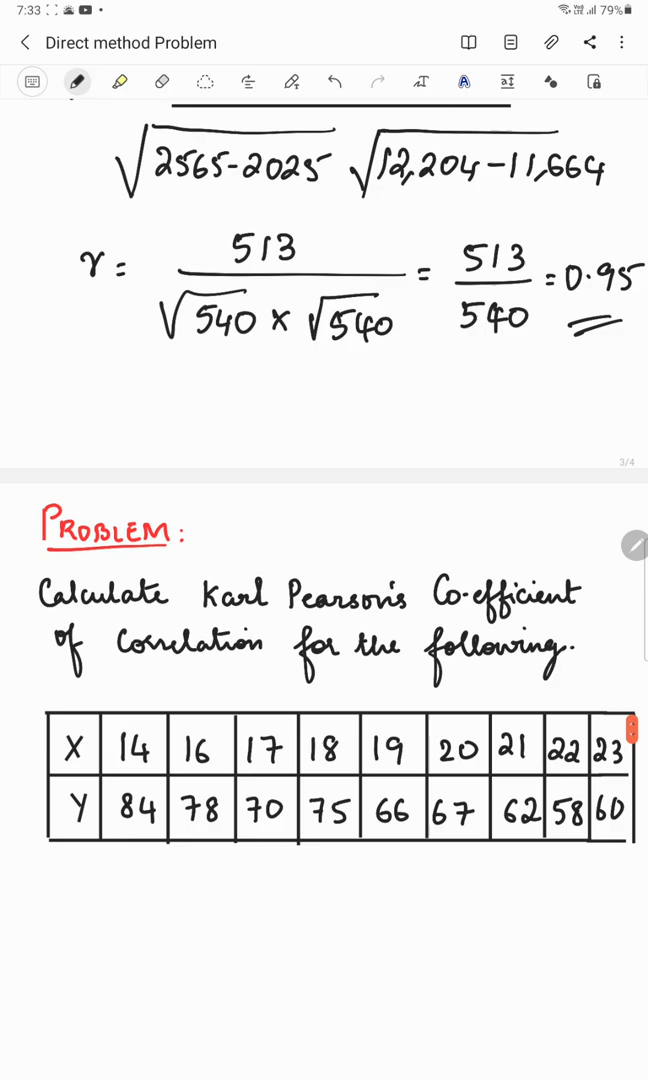 7:33 79%
Direct method Problem
√2565-2025 √12,204-11,664
r = 513 / √540 × √540 = 513 / 540 = 0.95
3/4
PROBLEM:
Calculate Karl Pearson's Co-efficient
of Correlation for the following.
X 14 16 17 18 19 20 21 22 23
Y 84 78 70 75 66 67 62 58 60